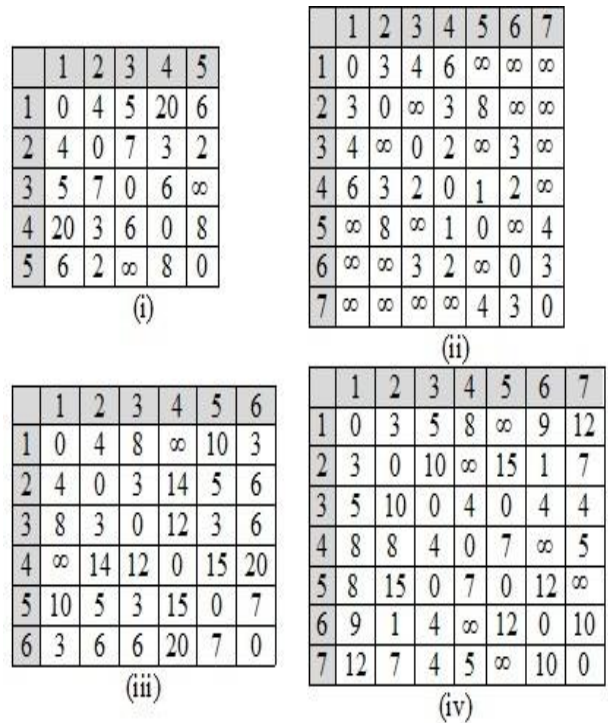 1 2 3 4 5
1 0 4 5 20 6
2 4 0 7 3 2
3 5 7 0 6 ∞
4 20 3 6 0 8
5 6 2 ∞ 8 0
(i)
1 2 3 4 5 6 7
1 0 3 4 6 ∞ ∞ ∞
2 3 0 ∞ 3 8 ∞ ∞
3 4 ∞ 0 2 ∞ 3 ∞
4 6 3 2 0 1 2 ∞
5 ∞ 8 ∞ 1 0 ∞ 4
6 ∞ ∞ 3 2 ∞ 0 3
7 ∞ ∞ ∞ ∞ 4 3 0
(ii)
1 2 3 4 5 6
1 0 4 8 ∞ 10 3
2 4 0 3 14 5 6
3 8 3 0 12 3 6
4 ∞ 14 12 0 15 20
5 10 5 3 15 0 7
6 3 6 6 20 7 0
(iii)
1 2 3 4 5 6 7
1 0 3 5 8 ∞ 9 12
2 3 0 10 ∞ 15 1 7
3 5 10 0 4 0 4 4
4 8 8 4 0 7 ∞ 5
5 8 15 0 7 0 12 ∞
6 9 1 4 ∞ 12 0 10
7 12 7 4 5 ∞ 10 0
(iv)